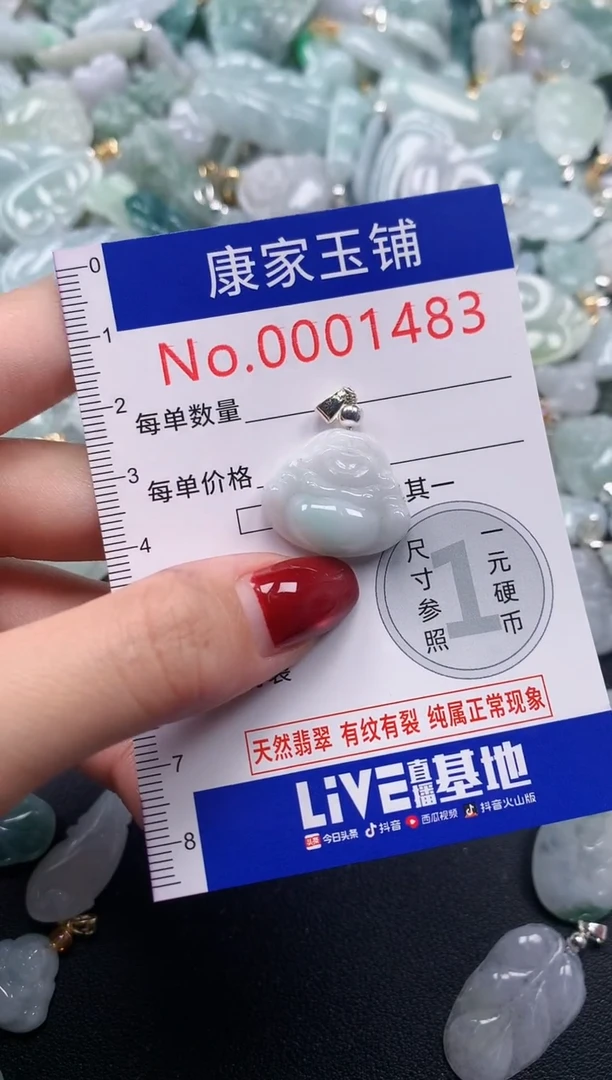 康家玉铺
No.0001483
0
1
2
3
4
7
8
每单数量
每单价格
其一
尺寸参照
1
一元硬币
天然翡翠 有纹有裂 纯属正常现象
LiVE直播基地
头条 今日头条 抖音 西瓜视频 抖音火山版